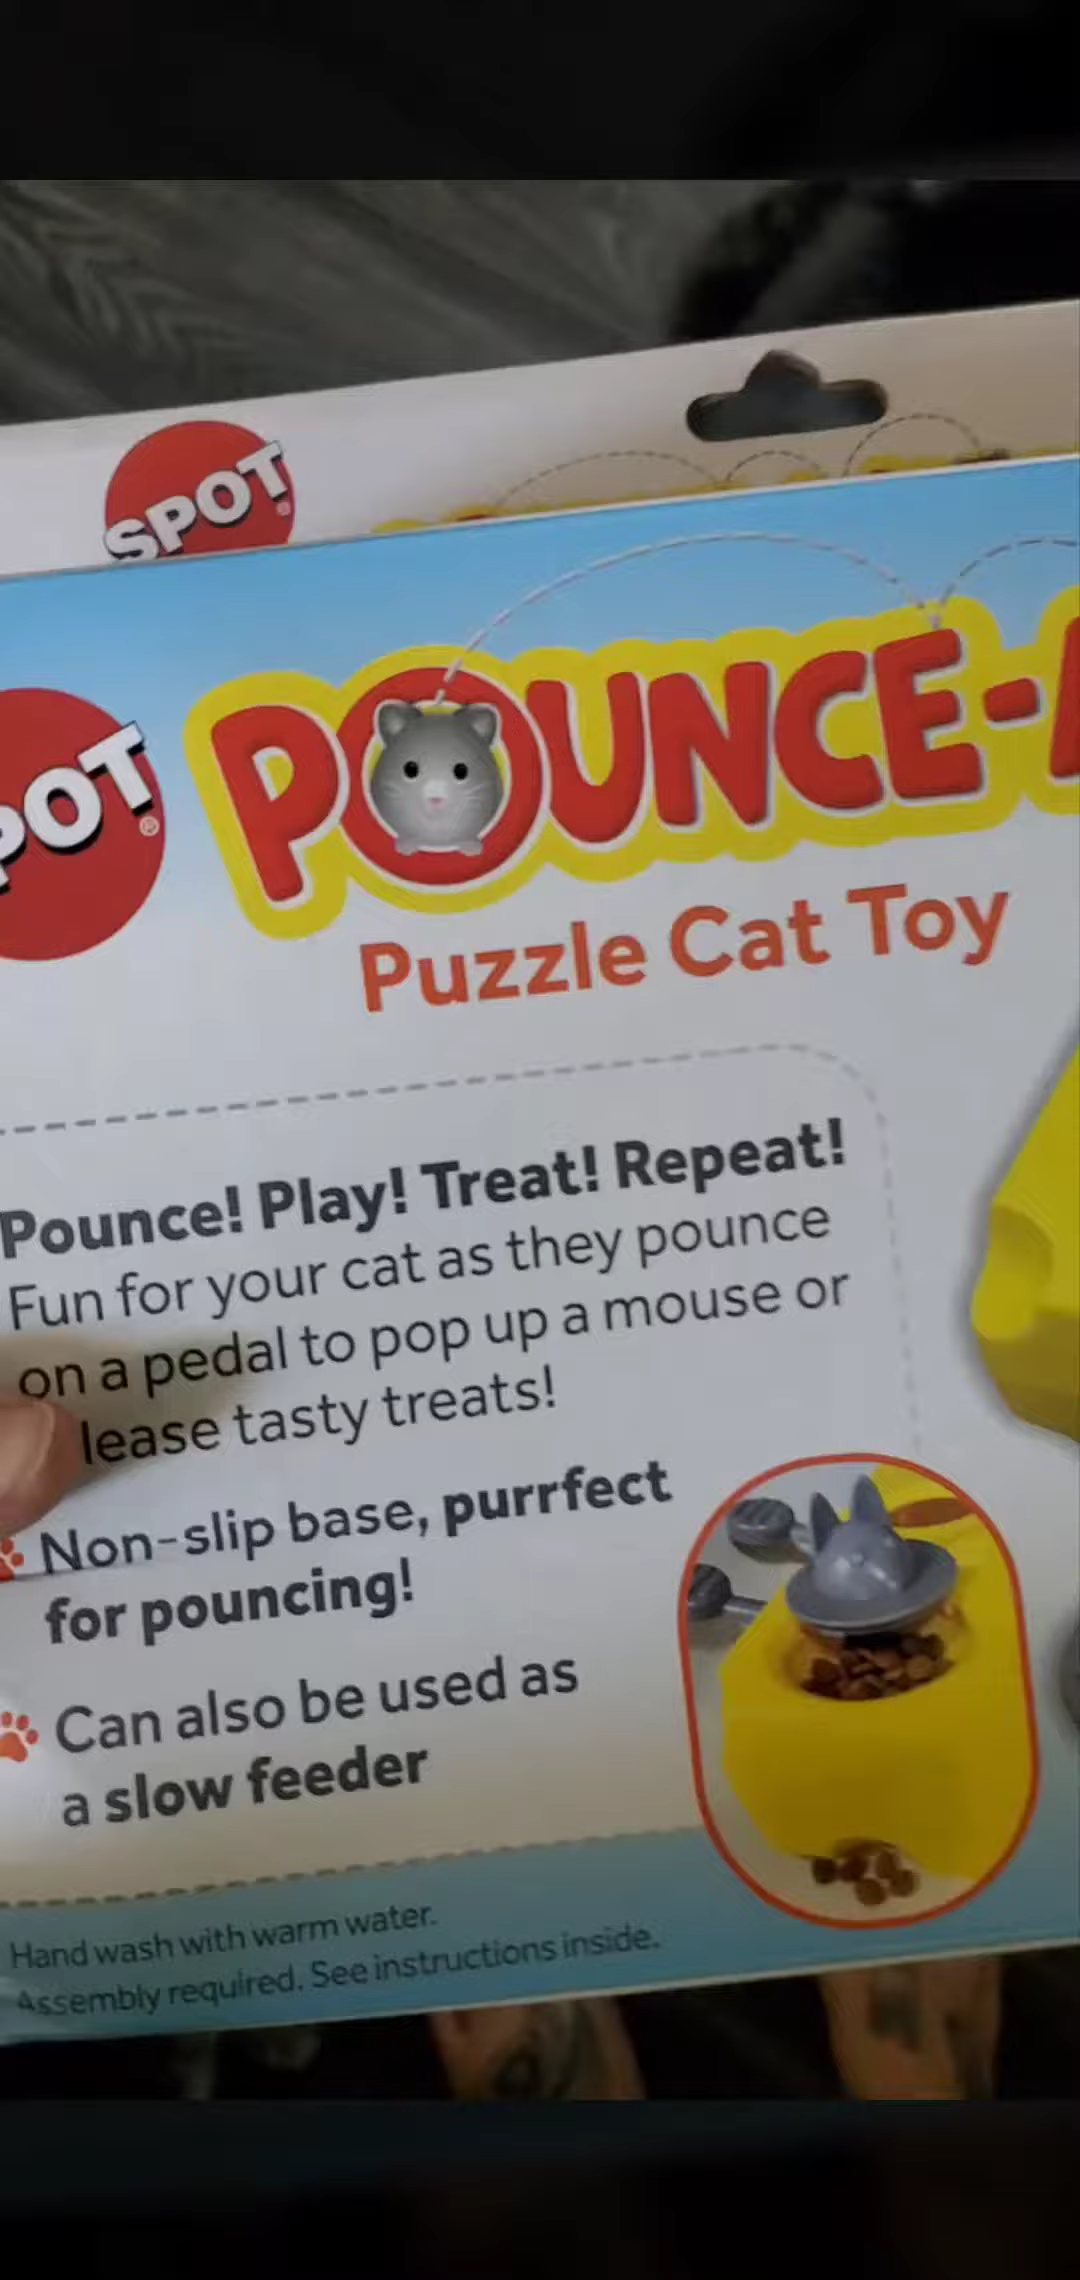 SPOT
POT
POUNCE-A
Puzzle Cat Toy
Pounce! Play! Treat! Repeat!
Fun for your cat as they pounce
on a pedal to pop up a mouse or
lease tasty treats!
Non-slip base, purrfect
for pouncing!
Can also be used as
a slow feeder
Hand wash with warm water.
Assembly required. See instructions inside.